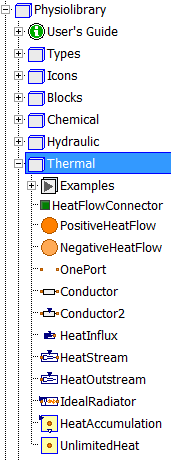 Physiolibrary
User's Guide
Types
Icons
Blocks
Chemical
Hydraulic
Thermal
Examples
HeatFlowConnector
PositiveHeatFlow
NegativeHeatFlow
OnePort
Conductor
Conductor2
HeatInflux
HeatStream
HeatOutstream
IdealRadiator
HeatAccumulation
UnlimitedHeat